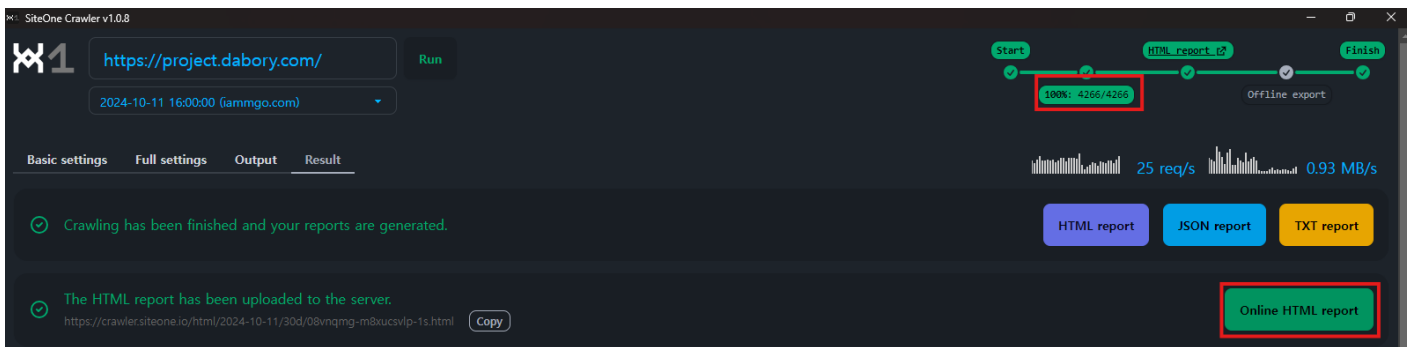 SiteOne Crawler v1.0.8
1
https://project.dabory.com/
Run
2024-10-11 16:00:00 (iammgo.com)
Start
HTML report
Finish
100%: 4266/4266
Offline export
Basic settings Full settings Output Result
25 req/s 0.93 MB/s
Crawling has been finished and your reports are generated.
HTML report JSON report TXT report
The HTML report has been uploaded to the server.
https://crawler.siteone.io/html/2024-10-11/30d/08vnqmg-m8xucsvlp-1s.html Copy
Online HTML report